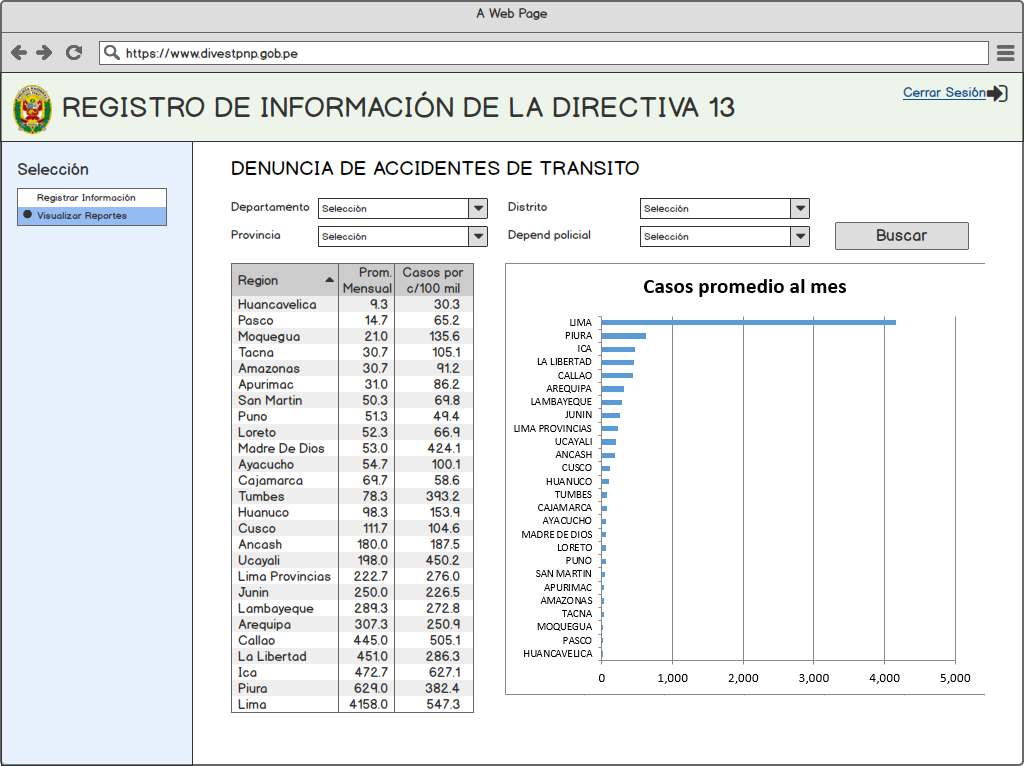 A Web Page
https://www.divestpnp.gob.pe
REGISTRO DE INFORMACIÓN DE LA DIRECTIVA 13
Cerrar Sesión
Selección
Registrar Información
Visualizar Reportes
DENUNCIA DE ACCIDENTES DE TRANSITO
Departamento Selección Distrito Selección
Provincia Selección Depend policial Selección Buscar
Region Prom. Mensual Casos por c/100 mil
Huancavelica 9.3 30.3
Pasco 14.7 65.2
Moquegua 21.0 135.6
Tacna 30.7 105.1
Amazonas 30.7 91.2
Apurimac 31.0 86.2
San Martin 50.3 69.8
Puno 51.3 49.4
Loreto 52.3 66.9
Madre De Dios 53.0 424.1
Ayacucho 54.7 100.1
Cajamarca 69.7 58.6
Tumbes 78.3 393.2
Huanuco 98.3 153.9
Cusco 111.7 104.6
Ancash 180.0 187.5
Ucayali 198.0 450.2
Lima Provincias 222.7 276.0
Junin 250.0 226.5
Lambayeque 289.3 272.8
Arequipa 307.3 250.9
Callao 445.0 505.1
La Libertad 451.0 286.3
Ica 472.7 627.1
Piura 629.0 382.4
Lima 4158.0 547.3
Casos promedio al mes
LIMA
PIURA
ICA
LA LIBERTAD
CALLAO
AREQUIPA
LAMBAYEQUE
JUNIN
LIMA PROVINCIAS
UCAYALI
ANCASH
CUSCO
HUANUCO
TUMBES
CAJAMARCA
AYACUCHO
MADRE DE DIOS
LORETO
PUNO
SAN MARTIN
APURIMAC
AMAZONAS
TACNA
MOQUEGUA
PASCO
HUANCAVELICA
0 1,000 2,000 3,000 4,000 5,000